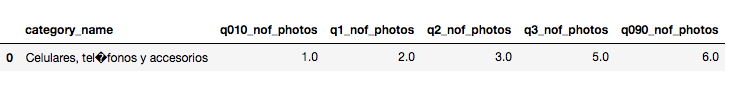 category_name q010_nof_photos q1_nof_photos q2_nof_photos q3_nof_photos q090_nof_photos
0 Celulares, tel�fonos y accesorios 1.0 2.0 3.0 5.0 6.0